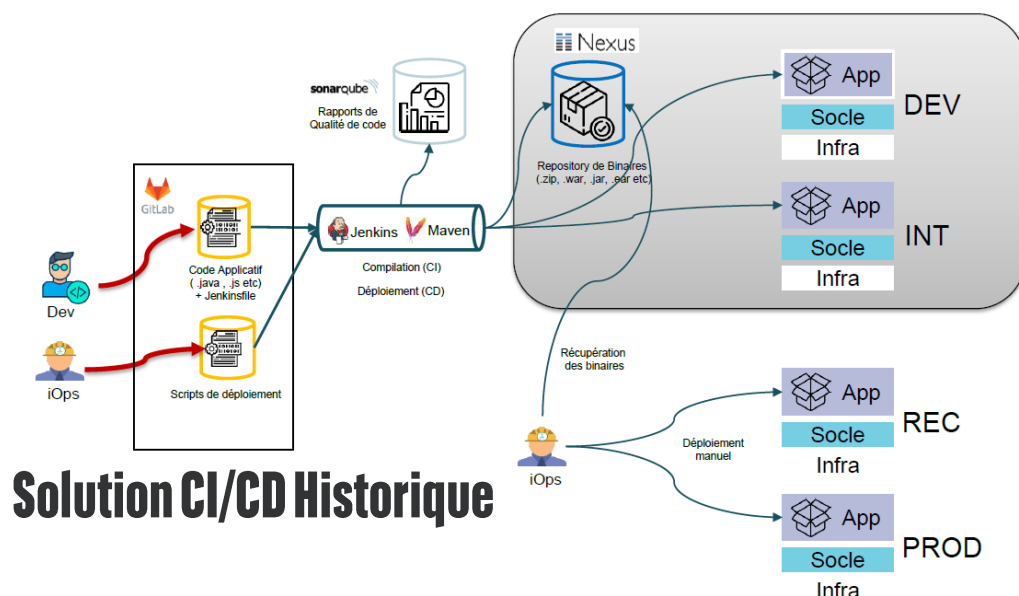 Nexus
App
DEV
Socle
Infra
sonarqube
Rapports de
Qualité de code
Repository de Binaires
(.zip, .war, .jar, .ear etc)
GitLab
App
INT
Socle
Infra
Jenkins
Maven
Code Applicatif
( .java , .js etc)
+ Jenkinsfile
Compilation (CI)
Déploiement (CD)
Dev
iOps
Scripts de déploiement
Récupération
des binaires
App
REC
Socle
Infra
Déploiement
manuel
iOps
Solution CI/CD Historique
App
PROD
Socle
Infra